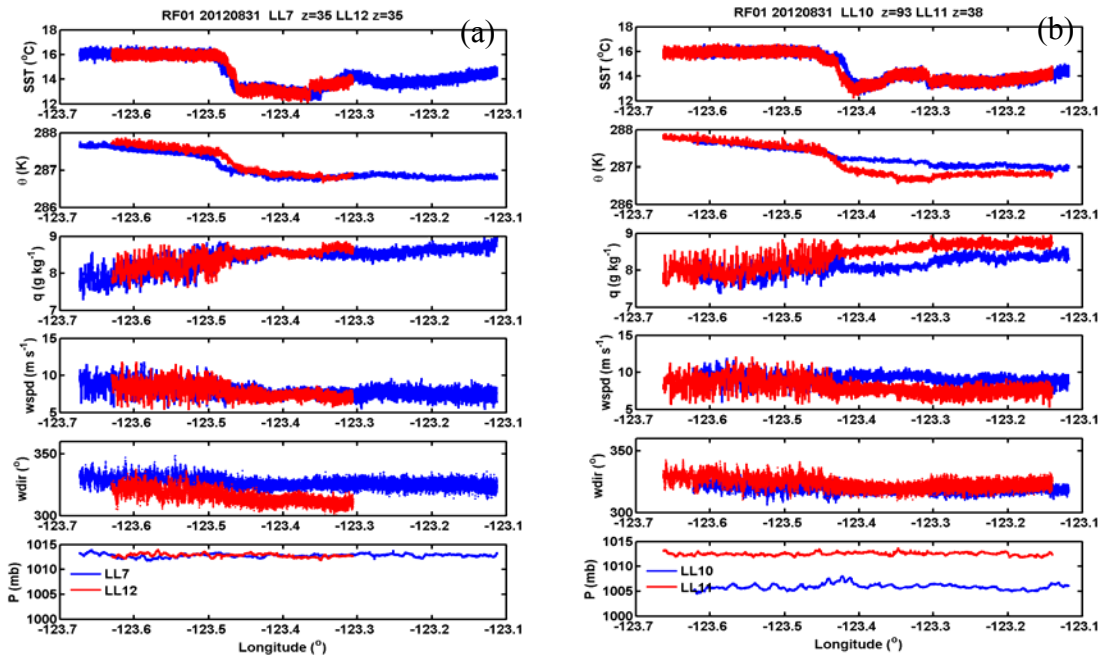 RF01 20120831 LL7 z=35 LL12 z=35
(a)
18
16
14
12
SST (°C)
-123.7 -123.6 -123.5 -123.4 -123.3 -123.2 -123.1
288
287
286
θ (K)
-123.7 -123.6 -123.5 -123.4 -123.3 -123.2 -123.1
9
8
7
q (g kg-1)
-123.7 -123.6 -123.5 -123.4 -123.3 -123.2 -123.1
15
10
5
wspd (m s-1)
-123.7 -123.6 -123.5 -123.4 -123.3 -123.2 -123.1
350
300
wdir (°)
-123.7 -123.6 -123.5 -123.4 -123.3 -123.2 -123.1
1015
1010
1005
1000
P (mb)
LL7
LL12
-123.7 -123.6 -123.5 -123.4 -123.3 -123.2 -123.1
Longitude (°)
RF01 20120831 LL10 z=93 LL11 z=38
(b)
18
16
14
12
SST (°C)
-123.7 -123.6 -123.5 -123.4 -123.3 -123.2 -123.1
288
287
286
θ (K)
-123.7 -123.6 -123.5 -123.4 -123.3 -123.2 -123.1
9
8
7
q (g kg-1)
-123.7 -123.6 -123.5 -123.4 -123.3 -123.2 -123.1
15
10
5
wspd (m s-1)
-123.7 -123.6 -123.5 -123.4 -123.3 -123.2 -123.1
350
300
wdir (°)
-123.7 -123.6 -123.5 -123.4 -123.3 -123.2 -123.1
1015
1010
1005
1000
P (mb)
LL10
LL11
-123.7 -123.6 -123.5 -123.4 -123.3 -123.2 -123.1
Longitude (°)